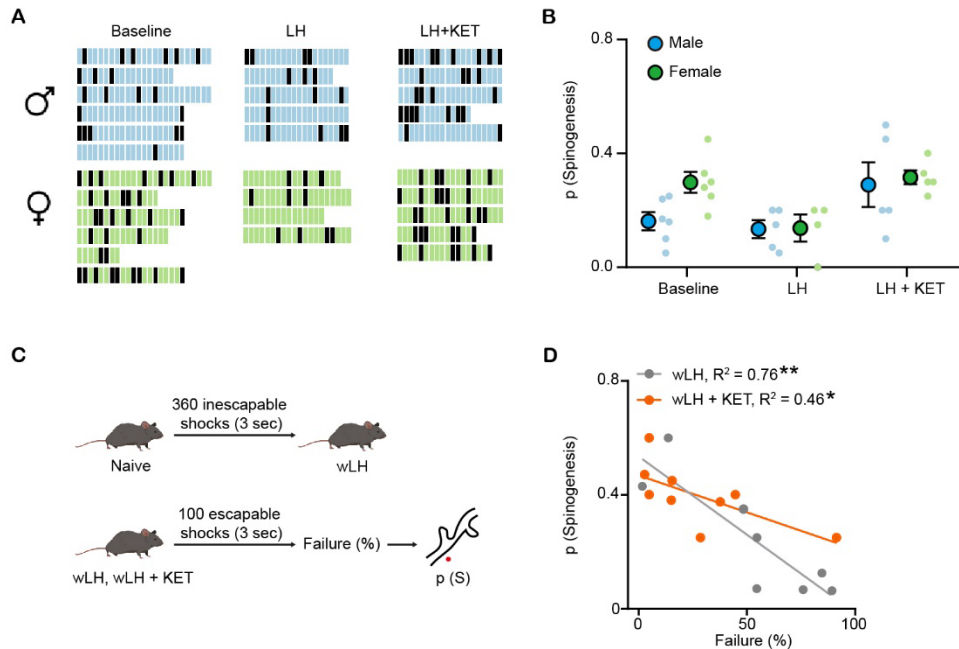 A
Baseline
LH
LH+KET
♂
♀
B
0.8
0.4
0.0
p (Spinogenesis)
Male
Female
Baseline
LH
LH + KET
C
360 inescapable
shocks (3 sec)
Naive
wLH
100 escapable
shocks (3 sec)
Failure (%)
wLH, wLH + KET
p (S)
D
wLH, R² = 0.76**
wLH + KET, R² = 0.46*
0.8
0.4
0
p (Spinogenesis)
0
50
100
Failure (%)